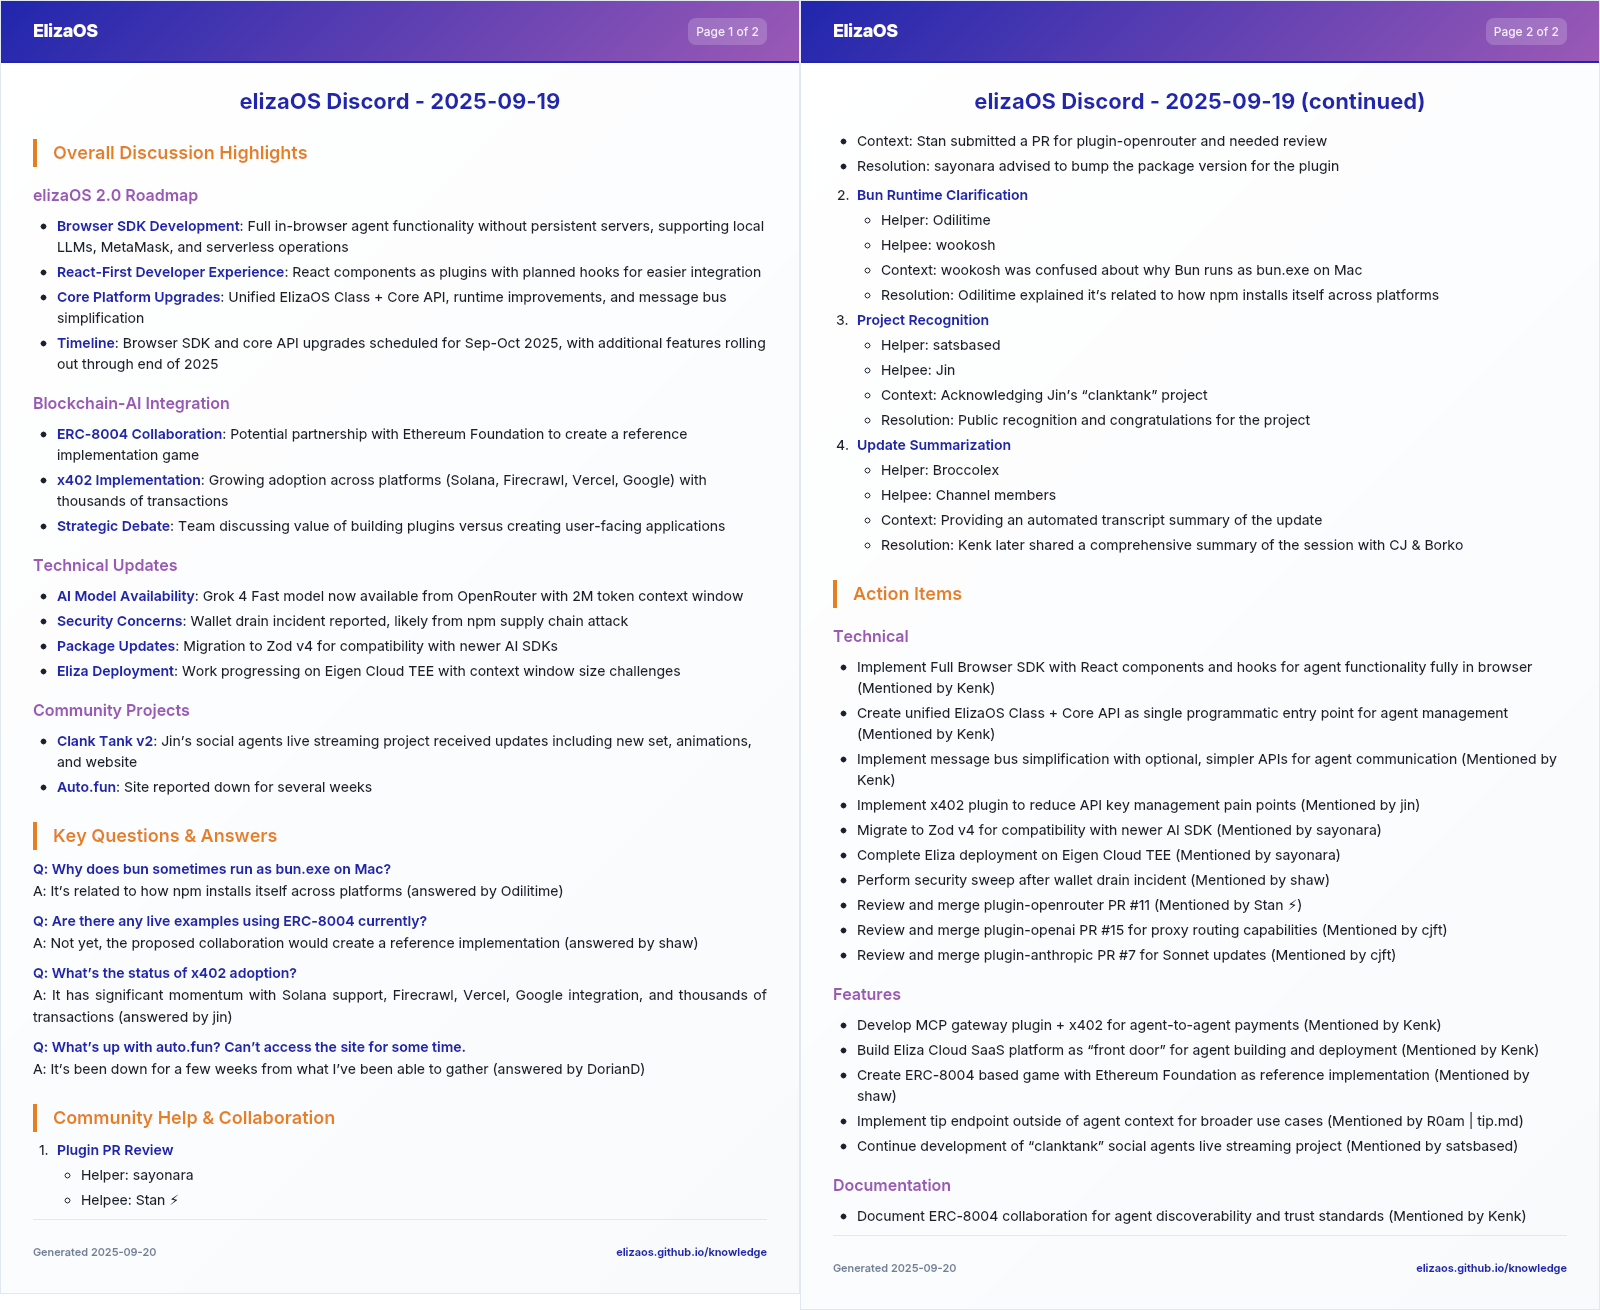 ElizaOS
Page 1 of 2
elizaOS Discord - 2025-09-19
Overall Discussion Highlights
elizaOS 2.0 Roadmap
• Browser SDK Development: Full in-browser agent functionality without persistent servers, supporting local
LLMs, MetaMask, and serverless operations
• React-First Developer Experience: React components as plugins with planned hooks for easier integration
• Core Platform Upgrades: Unified ElizaOS Class + Core API, runtime improvements, and message bus
simplification
• Timeline: Browser SDK and core API upgrades scheduled for Sep-Oct 2025, with additional features rolling
out through end of 2025
Blockchain-AI Integration
• ERC-8004 Collaboration: Potential partnership with Ethereum Foundation to create a reference
implementation game
• x402 Implementation: Growing adoption across platforms (Solana, Firecrawl, Vercel, Google) with
thousands of transactions
• Strategic Debate: Team discussing value of building plugins versus creating user-facing applications
Technical Updates
• AI Model Availability: Grok 4 Fast model now available from OpenRouter with 2M token context window
• Security Concerns: Wallet drain incident reported, likely from npm supply chain attack
• Package Updates: Migration to Zod v4 for compatibility with newer AI SDKs
• Eliza Deployment: Work progressing on Eigen Cloud TEE with context window size challenges
Community Projects
• Clank Tank v2: Jin's social agents live streaming project received updates including new set, animations,
and website
• Auto.fun: Site reported down for several weeks
Key Questions & Answers
Q: Why does bun sometimes run as bun.exe on Mac?
A: It's related to how npm installs itself across platforms (answered by Odilitime)
Q: Are there any live examples using ERC-8004 currently?
A: Not yet, the proposed collaboration would create a reference implementation (answered by shaw)
Q: What's the status of x402 adoption?
A: It has significant momentum with Solana support, Firecrawl, Vercel, Google integration, and thousands of
transactions (answered by jin)
Q: What's up with auto.fun? Can't access the site for some time.
A: It's been down for a few weeks from what I've been able to gather (answered by DorianD)
Community Help & Collaboration
1. Plugin PR Review
◦ Helper: sayonara
◦ Helpee: Stan ⚡
Generated 2025-09-20
elizaos.github.io/knowledge
ElizaOS
Page 2 of 2
elizaOS Discord - 2025-09-19 (continued)
• Context: Stan submitted a PR for plugin-openrouter and needed review
• Resolution: sayonara advised to bump the package version for the plugin
2. Bun Runtime Clarification
◦ Helper: Odilitime
◦ Helpee: wookosh
◦ Context: wookosh was confused about why Bun runs as bun.exe on Mac
◦ Resolution: Odilitime explained it's related to how npm installs itself across platforms
3. Project Recognition
◦ Helper: satsbased
◦ Helpee: Jin
◦ Context: Acknowledging Jin's “clanktank” project
◦ Resolution: Public recognition and congratulations for the project
4. Update Summarization
◦ Helper: Broccolex
◦ Helpee: Channel members
◦ Context: Providing an automated transcript summary of the update
◦ Resolution: Kenk later shared a comprehensive summary of the session with CJ & Borko
Action Items
Technical
• Implement Full Browser SDK with React components and hooks for agent functionality fully in browser
(Mentioned by Kenk)
• Create unified ElizaOS Class + Core API as single programmatic entry point for agent management
(Mentioned by Kenk)
• Implement message bus simplification with optional, simpler APIs for agent communication (Mentioned by
Kenk)
• Implement x402 plugin to reduce API key management pain points (Mentioned by jin)
• Migrate to Zod v4 for compatibility with newer AI SDK (Mentioned by sayonara)
• Complete Eliza deployment on Eigen Cloud TEE (Mentioned by sayonara)
• Perform security sweep after wallet drain incident (Mentioned by shaw)
• Review and merge plugin-openrouter PR #11 (Mentioned by Stan ⚡)
• Review and merge plugin-openai PR #15 for proxy routing capabilities (Mentioned by cjft)
• Review and merge plugin-anthropic PR #7 for Sonnet updates (Mentioned by cjft)
Features
• Develop MCP gateway plugin + x402 for agent-to-agent payments (Mentioned by Kenk)
• Build Eliza Cloud SaaS platform as “front door” for agent building and deployment (Mentioned by Kenk)
• Create ERC-8004 based game with Ethereum Foundation as reference implementation (Mentioned by
shaw)
• Implement tip endpoint outside of agent context for broader use cases (Mentioned by R0am | tip.md)
• Continue development of “clanktank” social agents live streaming project (Mentioned by satsbased)
Documentation
• Document ERC-8004 collaboration for agent discoverability and trust standards (Mentioned by Kenk)
Generated 2025-09-20
elizaos.github.io/knowledge